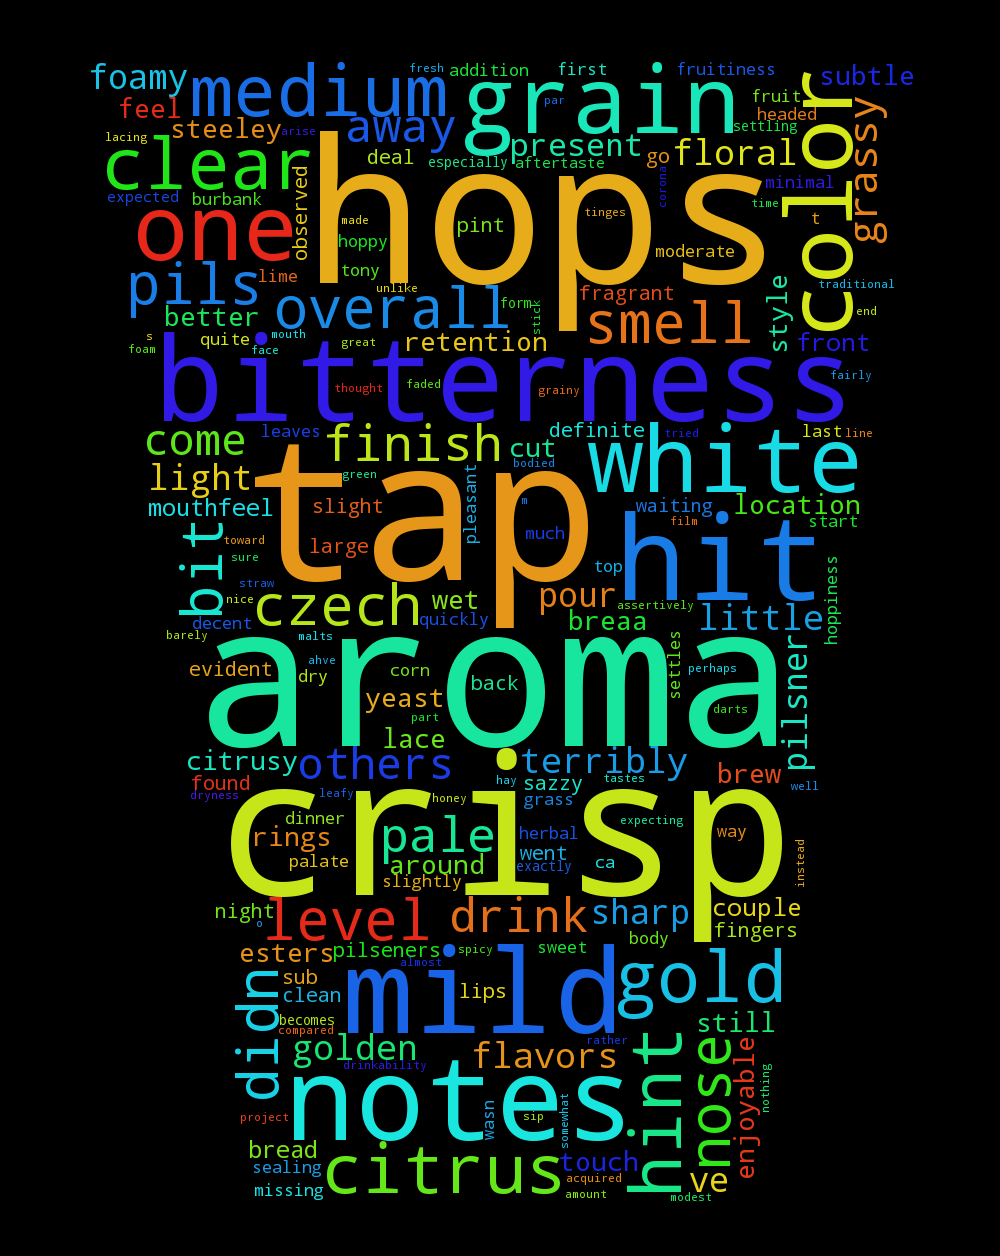 foamy
medium
fresh
addition
first
fruitiness
subtle
grain
par
color
feel
steeley
arise
away
fruit
headed
settling
grassy
lacing
clear
hops
deal
present
especially
aftertaste
go
floral
corona
minimal
time
expected
burbank
one
observed
made
hoppy
tony
pint
tinges
moderate
t
traditional
pils
lime
unlike
overall
form
stick
fragrant
smell
style
end
front
better
s
foam
quite
mouth
face
great
retention
bitterness
thought
faded
grainy
fairly
come
leaves
finish
cut
definite
tried
last
line
white
light
tap
green
pleasant
bodied
m
much
waiting
film
location
start
mouthfeel
slight
large
hit
bit
toward
sure
straw
nice
top
czech
wet
pour
assertively
little
hoppiness
decent
quickly
breaa
barely
malts
aroma
settles
pilsner
evident
ahve
dry
corn
back
perhaps
yeast
part
darts
lace
citrusy
others
terribly
brew
found
dryness
leafy
honey
hay
sazzy
tastes
grass
well
crisp
dinner
rings
palate
pale
around
slightly
herbal
went
exactly
ca
expecting
way
instead
night
o
level
drink
sharp
couple
fingers
esters
pilseners
almost
spicy
sweet
body
sub
clean
mild
lips
gold
didn
becomes
compared
golden
drinkability
flavors
rather
still
hint
nose
enjoyable
nothing
notes
project
wasn
sip
somewhat
bread
sealing
missing
citrus
touch
acquired
amount
ve
modest